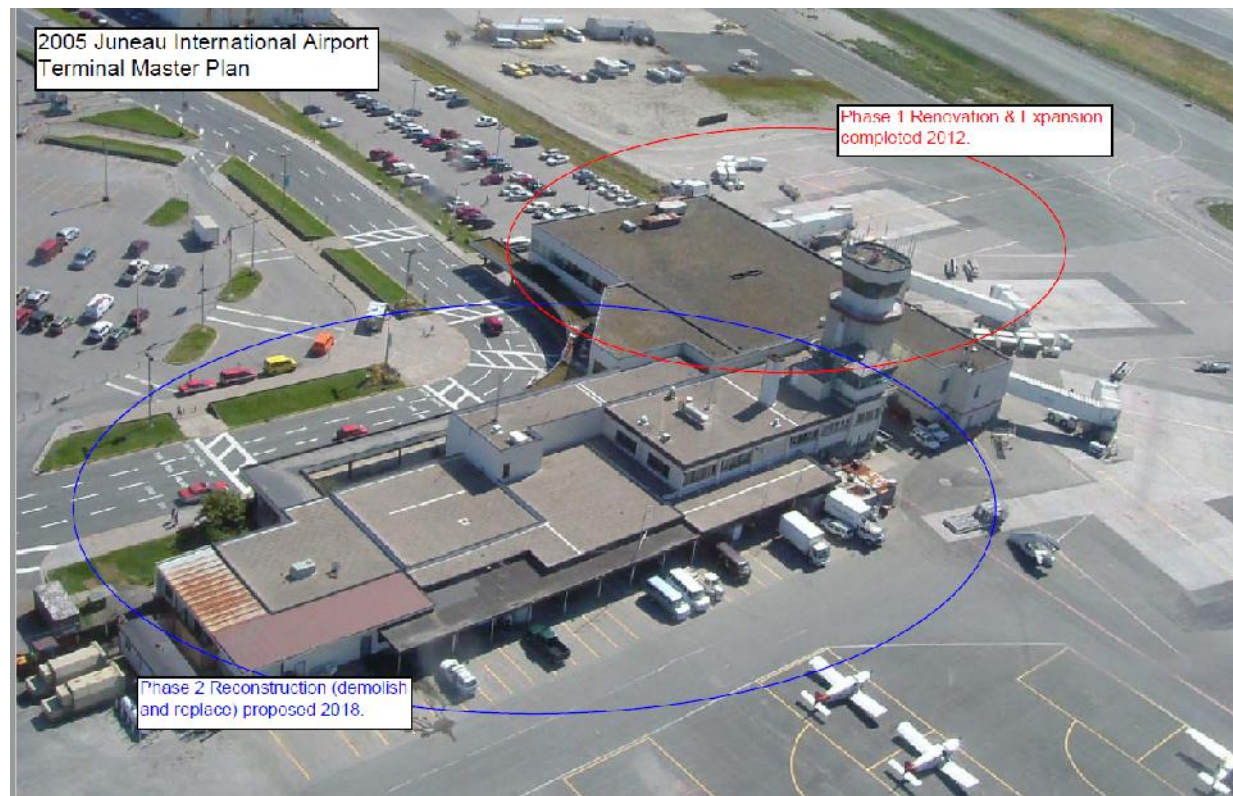 2005 Juneau International Airport
Terminal Master Plan
Phase 1 Renovation & Expansion
completed 2012.
Phase 2 Reconstruction (demolish
and replace) proposed 2018.